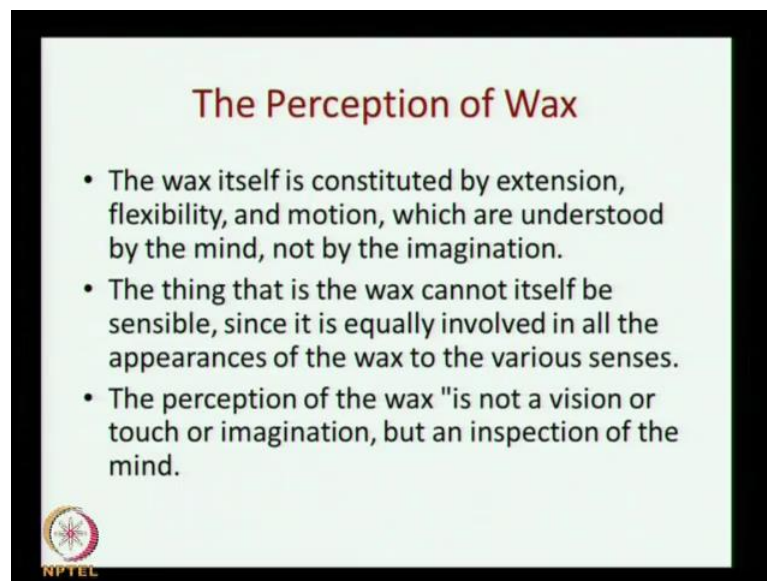 The Perception of Wax
• The wax itself is constituted by extension,
flexibility, and motion, which are understood
by the mind, not by the imagination.
• The thing that is the wax cannot itself be
sensible, since it is equally involved in all the
appearances of the wax to the various senses.
• The perception of the wax "is not a vision or
touch or imagination, but an inspection of the
mind.
NPTEL